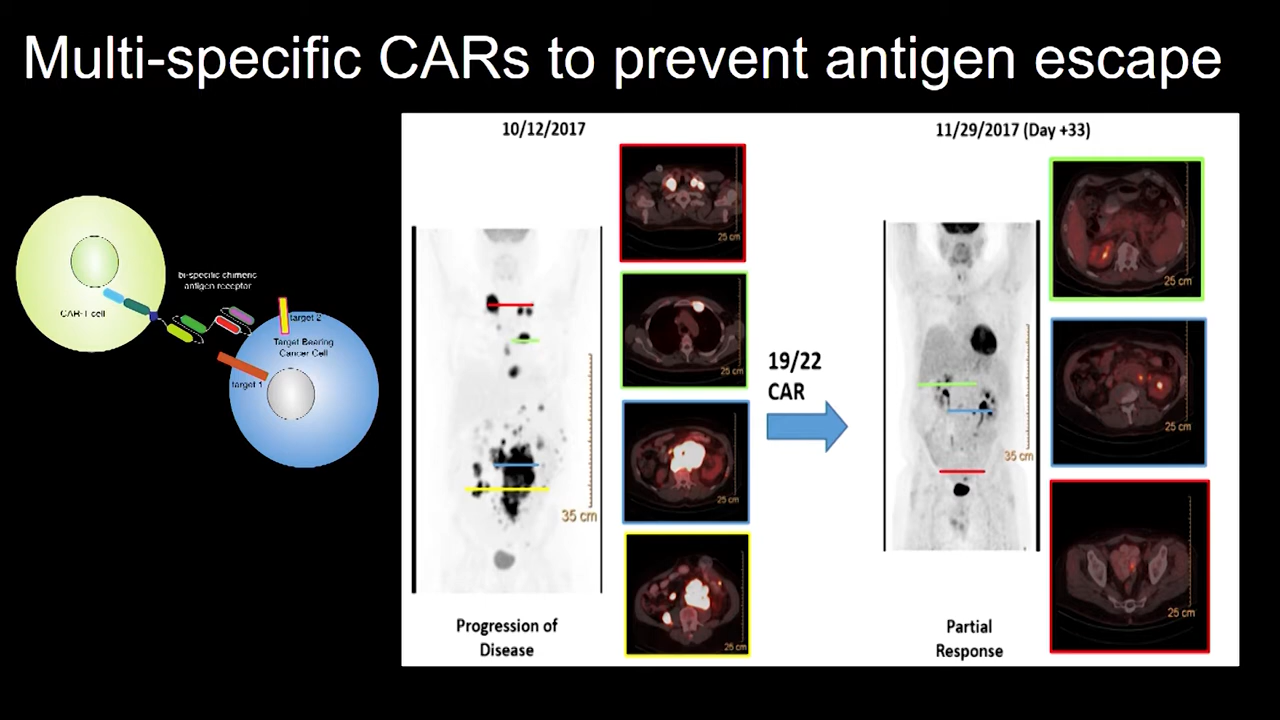 Multi-specific CARs to prevent antigen escape
bi-specific chimeric
antigen receptor
CAR-T cell
target 2
Target Bearing
Cancer Cell
target 1
10/12/2017
25 cm
25 cm
25 cm
25 cm
35 cm
Progression of
Disease
19/22
CAR
11/29/2017 (Day +33)
35 cm
25 cm
25 cm
25 cm
Partial
Response